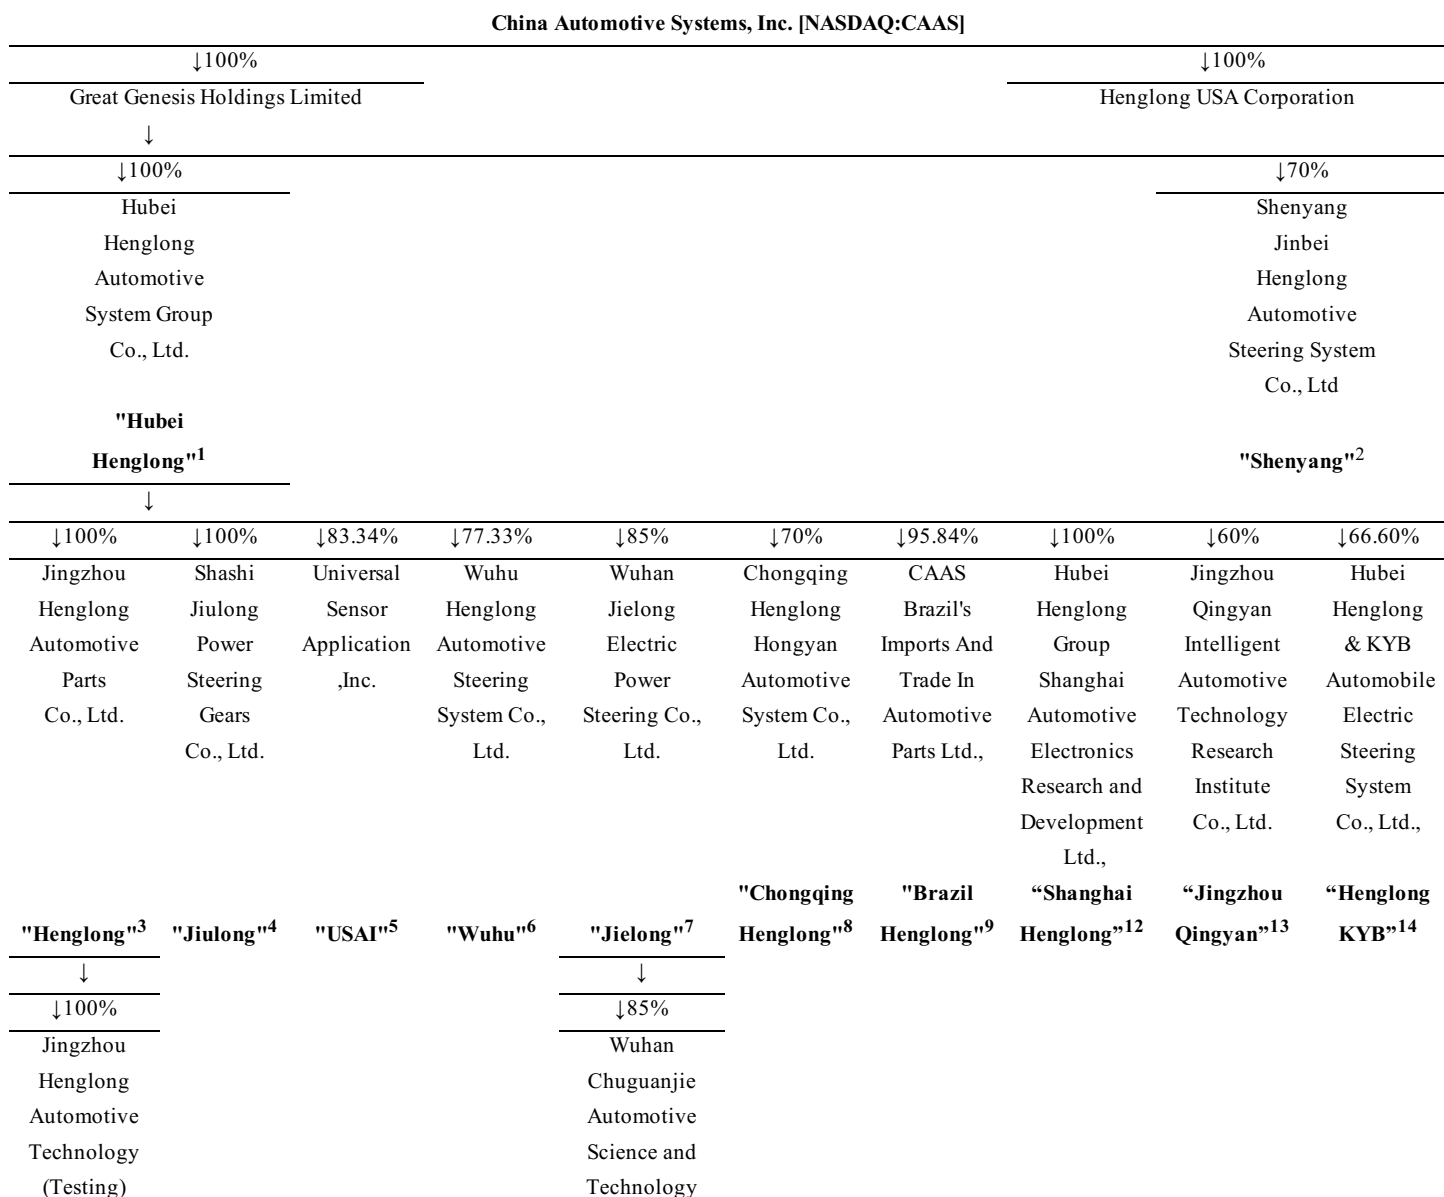 China Automotive Systems, Inc. [NASDAQ:CAAS]
↓100% ↓100%
Great Genesis Holdings Limited Henglong USA Corporation
↓
↓100% ↓70%
Hubei Shenyang
Henglong Jinbei
Automotive Henglong
System Group Automotive
Co., Ltd. Steering System
Co., Ltd
"Hubei
Henglong"1 "Shenyang"2
↓
↓100% ↓100% ↓83.34% ↓77.33% ↓85% ↓70% ↓95.84% ↓100% ↓60% ↓66.60%
Jingzhou Shashi Universal Wuhu Wuhan Chongqing CAAS Hubei Jingzhou Hubei
Henglong Jiulong Sensor Henglong Jielong Henglong Brazil's Henglong Qingyan Henglong
Automotive Power Application Automotive Electric Hongyan Imports And Group Intelligent & KYB
Parts Steering ,Inc. Steering Power Automotive Trade In Shanghai Automotive Automobile
Co., Ltd. Gears System Co., Steering Co., System Co., Automotive Automotive Technology Electric
Co., Ltd. Ltd. Ltd. Ltd. Parts Ltd., Electronics Research Steering
Research and Institute System
Development Co., Ltd. Co., Ltd.,
Ltd.,
"Chongqing "Brazil “Shanghai “Jingzhou “Henglong
"Henglong"3 "Jiulong"4 "USAI"5 "Wuhu"6 "Jielong"7 Henglong"8 Henglong"9 Henglong”12 Qingyan”13 KYB”14
↓ ↓
↓100% ↓85%
Jingzhou Wuhan
Henglong Chuguanjie
Automotive Automotive
Technology Science and
(Testing) Technology